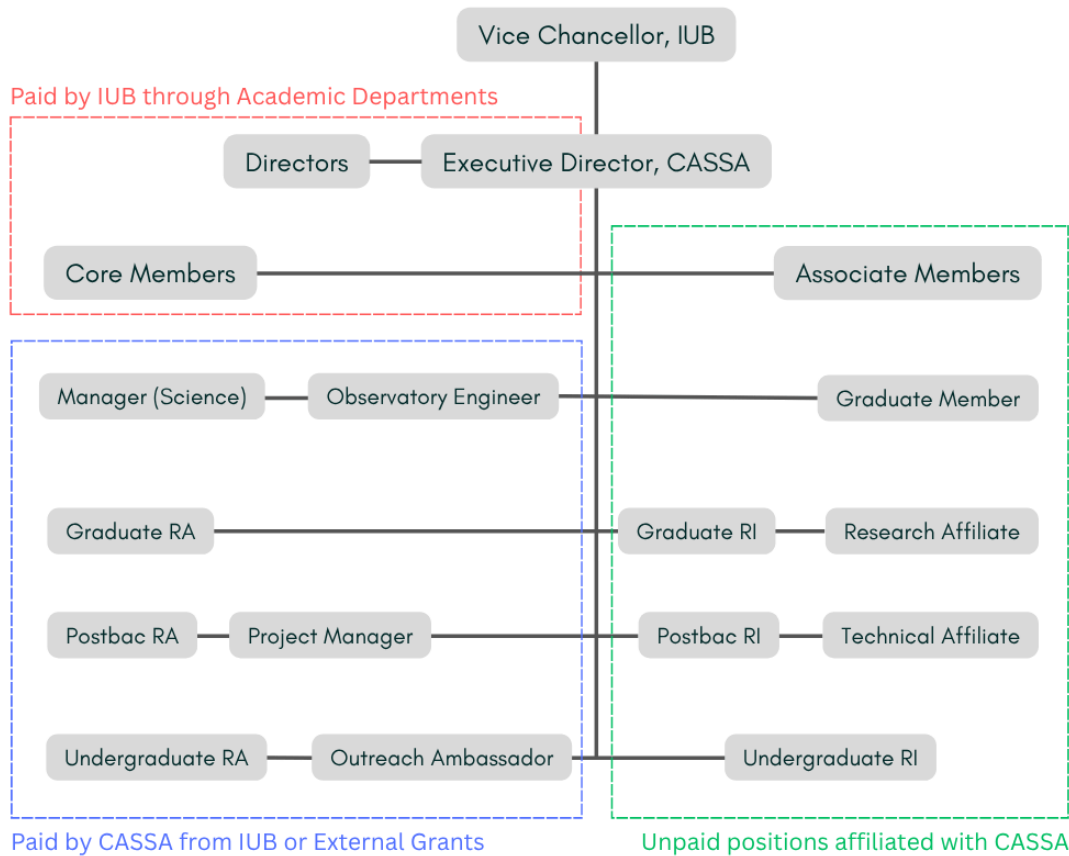 Vice Chancellor, IUB
Paid by IUB through Academic Departments
Directors
Executive Director, CASSA
Core Members
Associate Members
Manager (Science)
Observatory Engineer
Graduate Member
Graduate RA
Graduate RI
Research Affiliate
Postbac RA
Project Manager
Postbac RI
Technical Affiliate
Undergraduate RA
Outreach Ambassador
Undergraduate RI
Paid by CASSA from IUB or External Grants
Unpaid positions affiliated with CASSA